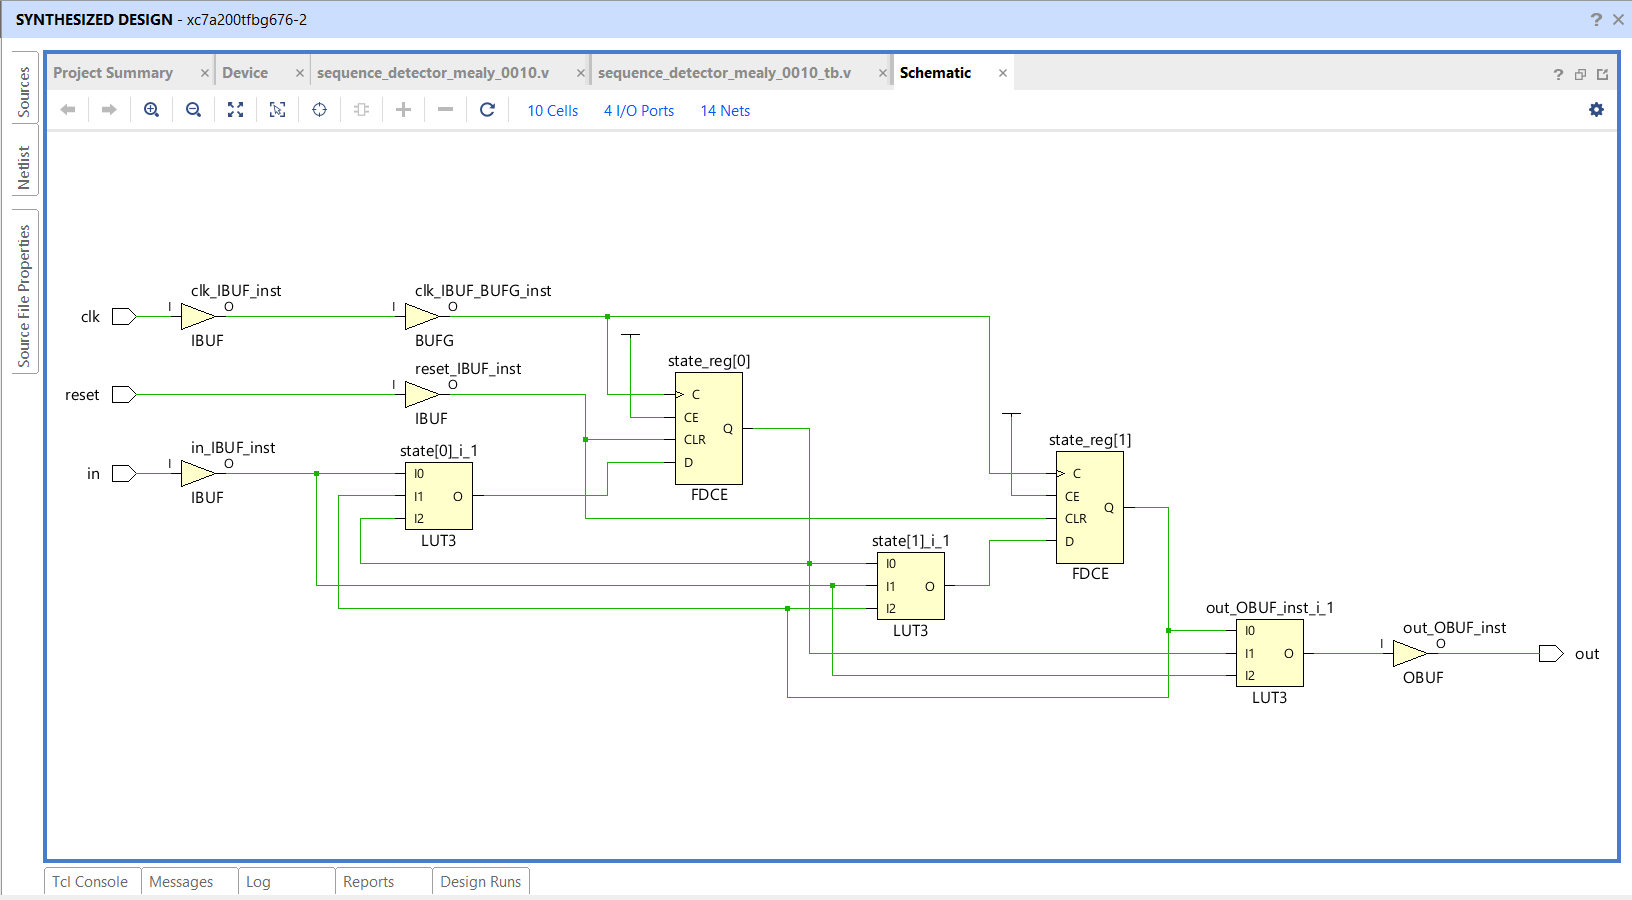 SYNTHESIZED DESIGN - xc7a200tfbg676-2
Sources
Netlist
Source File Properties
Project Summary
Device
sequence_detector_mealy_0010.v
sequence_detector_mealy_0010_tb.v
Schematic
10 Cells
4 I/O Ports
14 Nets
clk
I
clk_IBUF_inst
O
IBUF
I
clk_IBUF_BUFG_inst
O
BUFG
reset
I
reset_IBUF_inst
O
IBUF
in
I
in_IBUF_inst
O
IBUF
state[0]_i_1
I0
I1
I2
O
LUT3
state_reg[0]
C
CE
CLR
D
Q
FDCE
state[1]_i_1
I0
I1
I2
O
LUT3
state_reg[1]
C
CE
CLR
D
Q
FDCE
out_OBUF_inst_i_1
I0
I1
I2
O
LUT3
I
out_OBUF_inst
O
OBUF
out
Tcl Console
Messages
Log
Reports
Design Runs